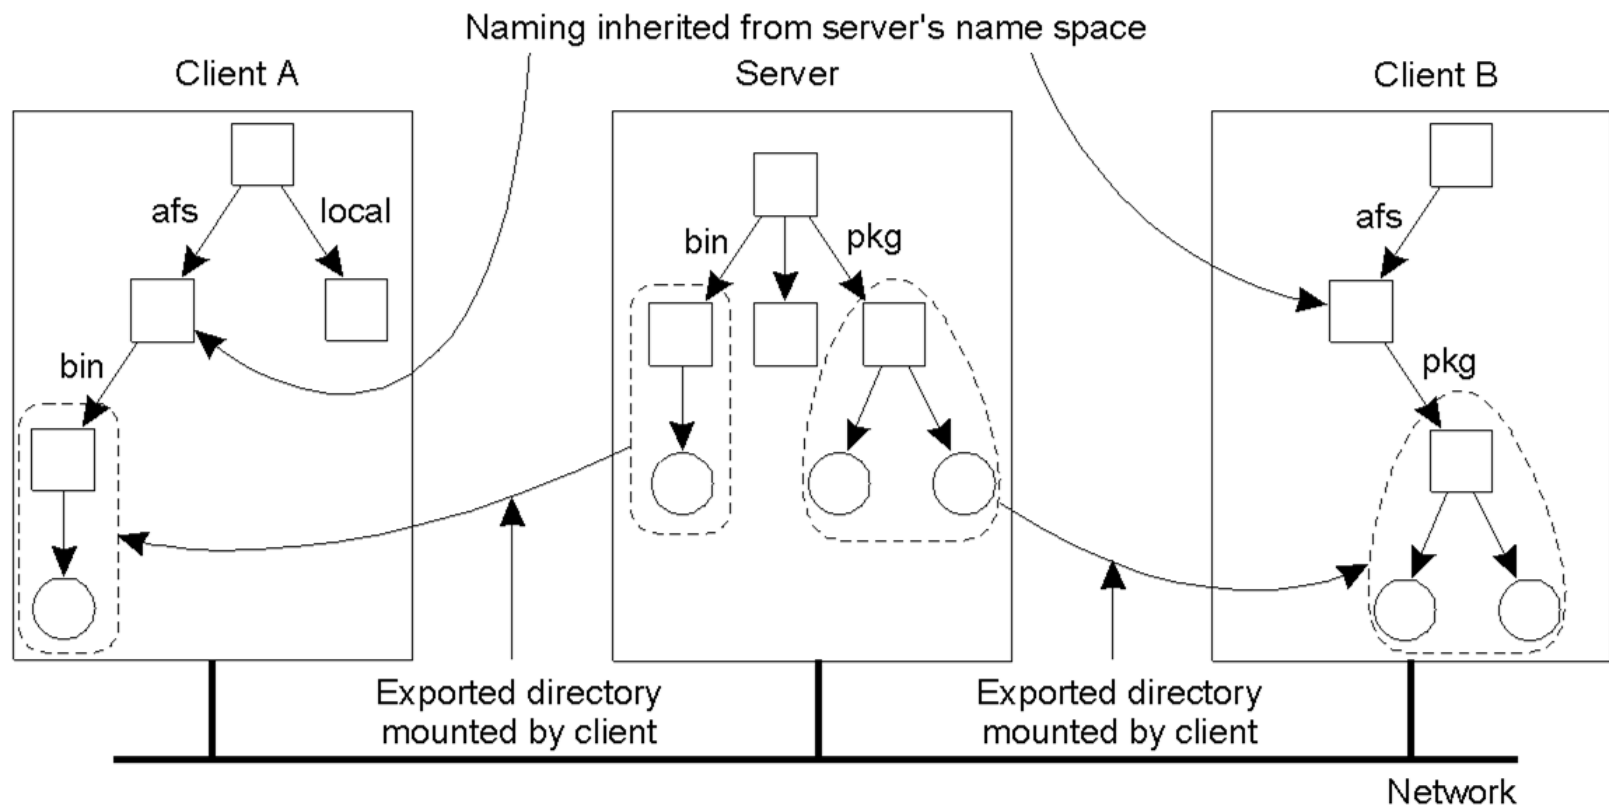 Naming inherited from server's name space
Client A
Server
Client B
afs
local
bin
bin
pkg
afs
pkg
Exported directory
mounted by client
Exported directory
mounted by client
Network